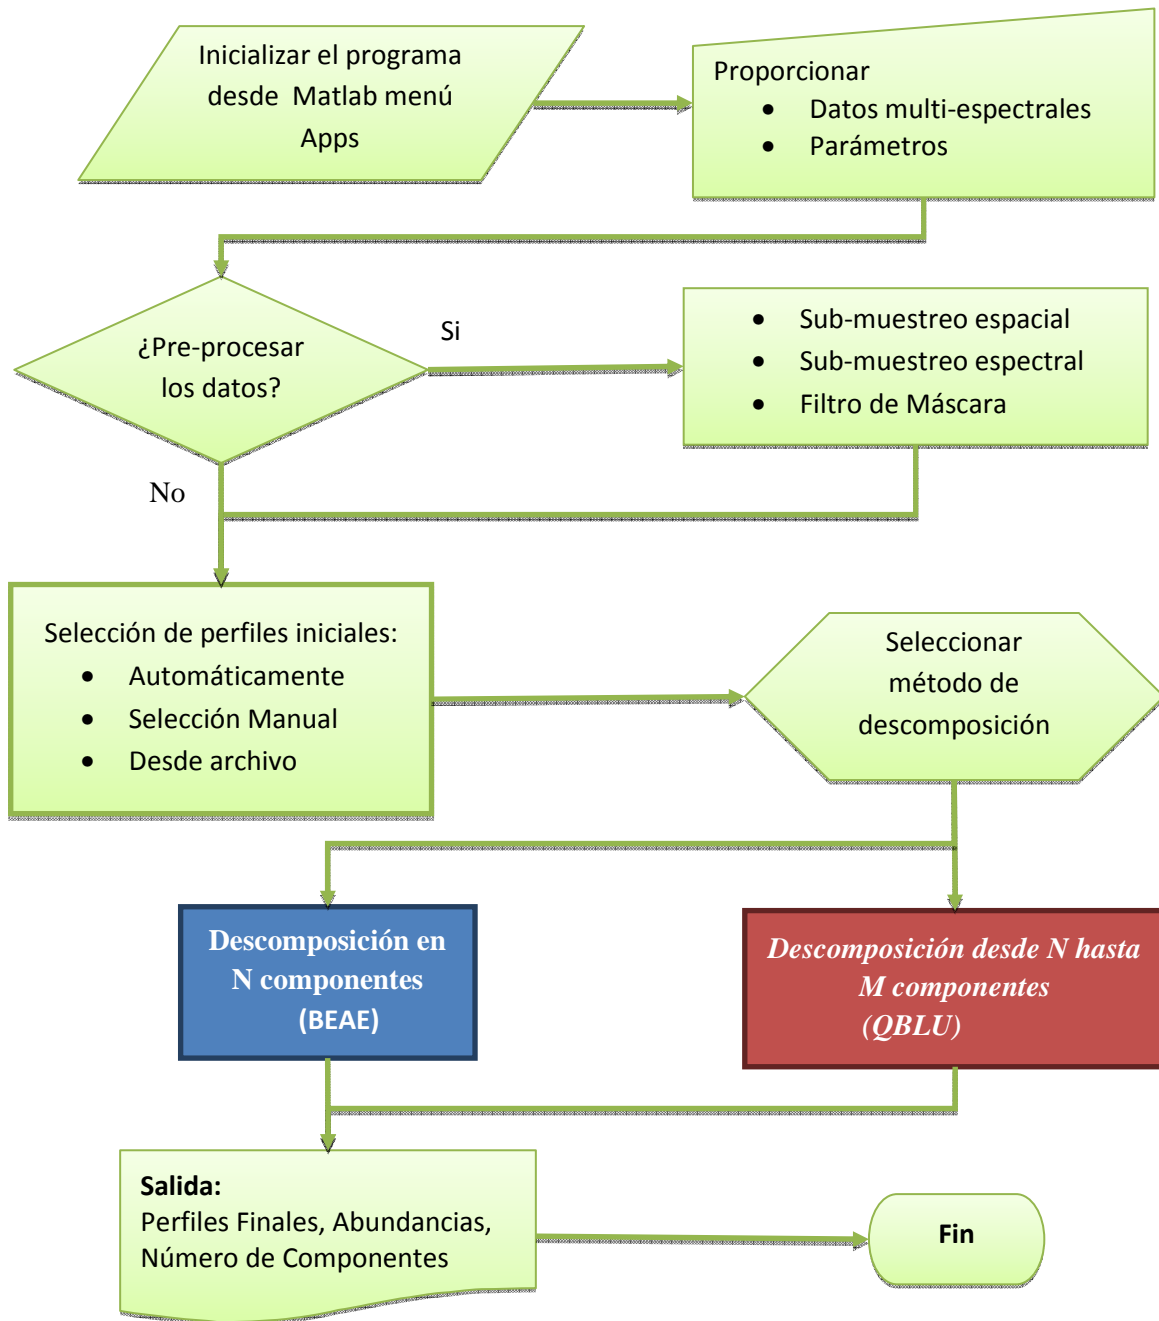 Inicializar el programa
desde Matlab menú
Apps
Proporcionar
• Datos multi-espectrales
• Parámetros
¿Pre-procesar
los datos?
Si
• Sub-muestreo espacial
• Sub-muestreo espectral
• Filtro de Máscara
No
Selección de perfiles iniciales:
• Automáticamente
• Selección Manual
• Desde archivo
Seleccionar
método de
descomposición
Descomposición en
N componentes
(BEAE)
Descomposición desde N hasta
M componentes
(QBLU)
Salida:
Perfiles Finales, Abundancias,
Número de Componentes
Fin